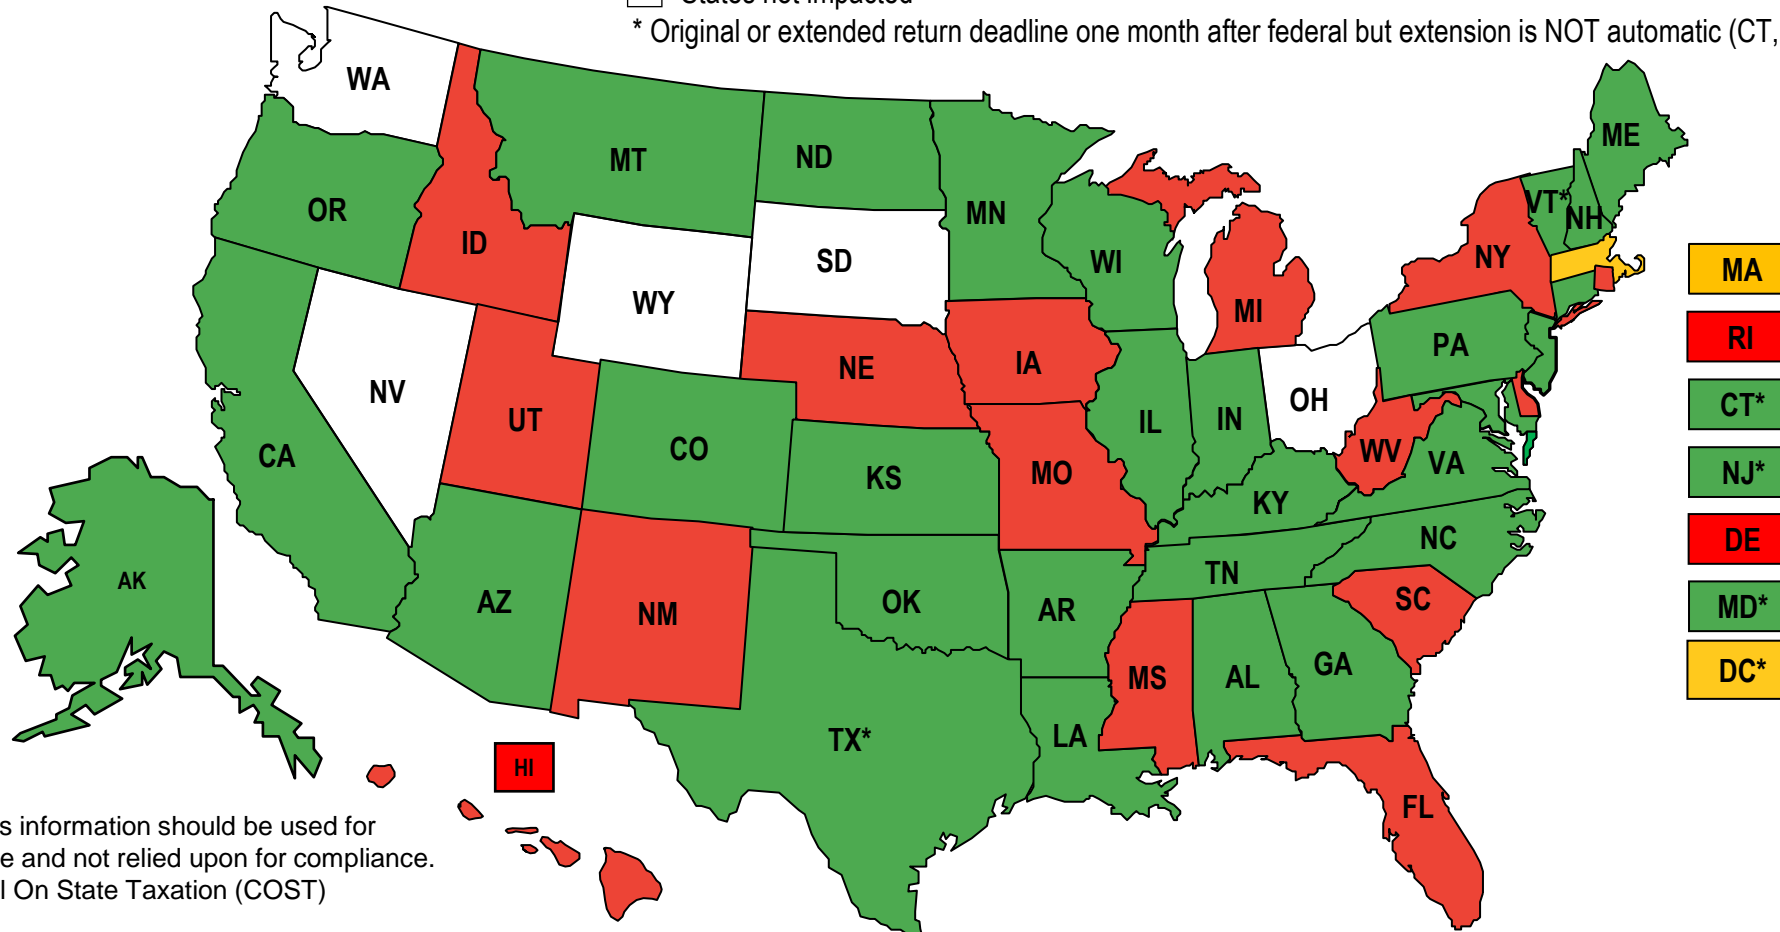 * Original or extended return deadline one month after federal but extension is NOT automatic (CT,
WA
ME
MT
ND
VT*
OR
MN
NH
ID
NY
SD
WI
MA
WY
MI
RI
PA
IA
NE
NV
OH
CT*
UT
IL
IN
CO
WV
CA
VA
MO
KS
NJ*
KY
NC
DE
AK
TN
AZ
OK
SC
MD*
NM
AR
GA
DC*
MS
AL
TX*
LA
HI
FL
s information should be used for
e and not relied upon for compliance.
l On State Taxation (COST)